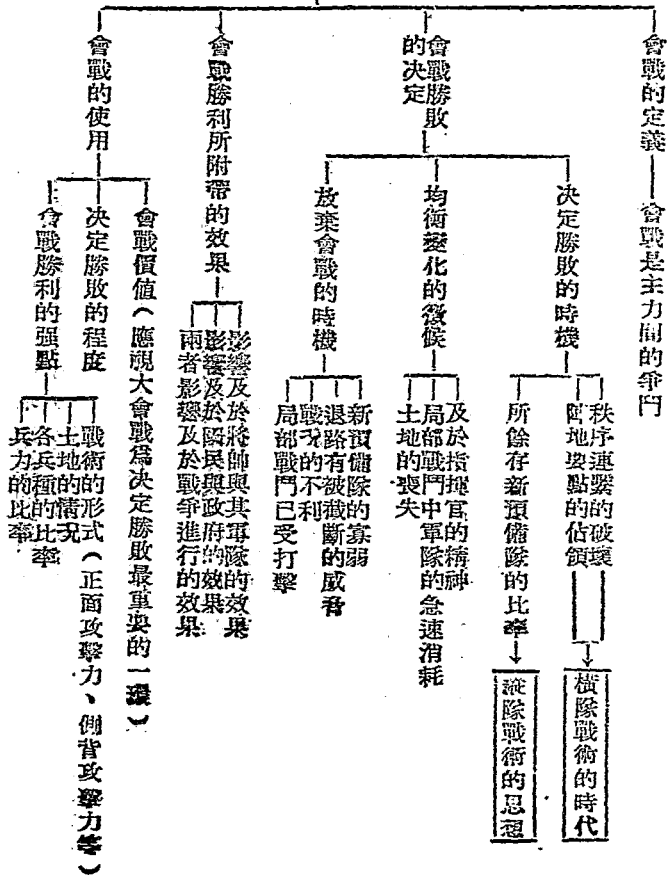 會戰的定義
會戰是主力間的爭鬥
會戰勝敗
的決定
決定勝敗的時機
秩序連繫的破壞
陣地要點的佔領
橫隊戰術的時代
所餘存新預備隊的比率
縱隊戰術的思想
均衡變化的徵候
及於指揮官的精神
局部戰鬥中軍隊的急速消耗
土地的喪失
放棄會戰的時機
新預備隊的寡弱
退路有被截斷的威脅
戰況的不利
局部戰鬥已受打擊
會戰勝利所附帶的效果
影響及於將帥與其軍隊的效果
影響及於國民與政府的效果
兩者影響及於戰爭進行的效果
會戰的使用
會戰價值（應視大會戰爲決定勝敗最重要的一環）
決定勝敗的程度
會戰勝利的强點
戰術的形式（正面攻擊力、側背攻擊力等）
土地的情況
各兵種的比率
兵力的比率